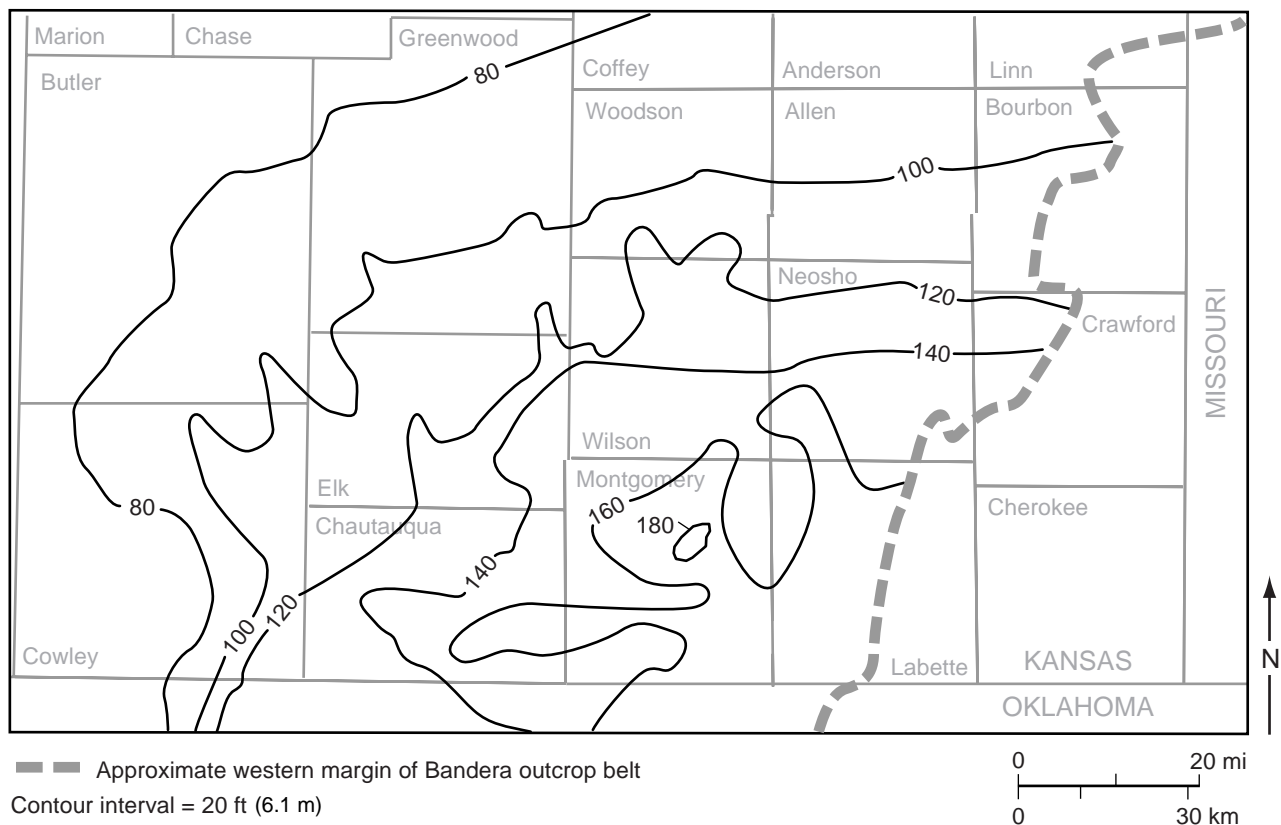 Marion
Chase
Greenwood
80
Butler
Coffey
Anderson
Linn
Woodson
Allen
Bourbon
100
Neosho
120
Crawford
140
MISSOURI
Wilson
Elk
Montgomery
80
160
180
Cherokee
Chautauqua
140
120
100
Cowley
Labette
KANSAS
N
OKLAHOMA
Approximate western margin of Bandera outcrop belt
Contour interval = 20 ft (6.1 m)
0 20 mi
0 30 km